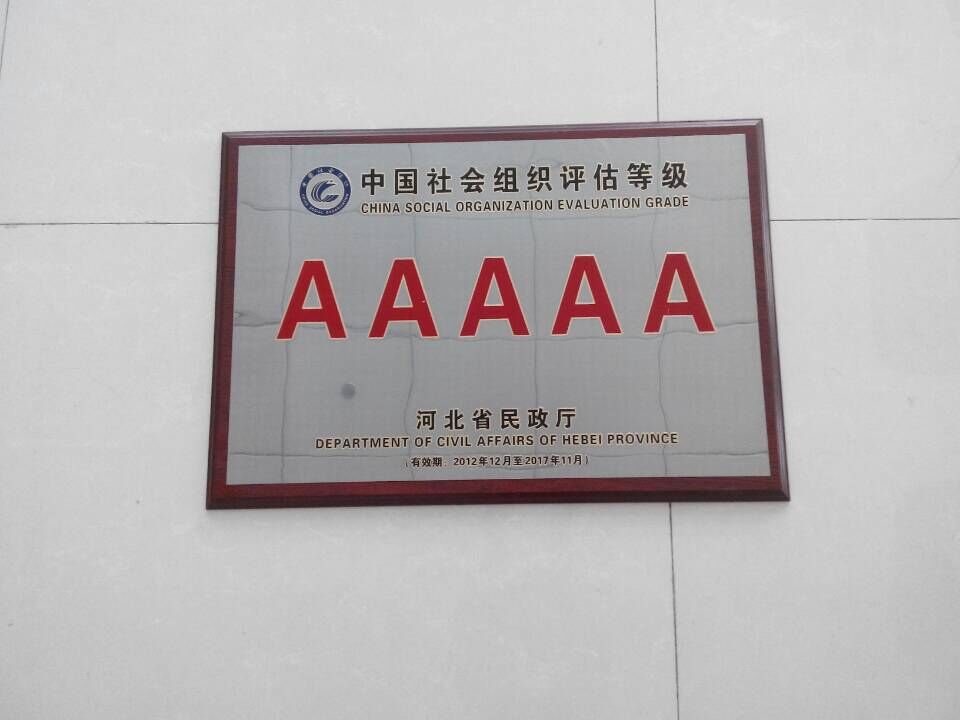 中国社会组织评估等级
CHINA SOCIAL ORGANIZATION EVALUATION GRADE
AAAAA
河北省民政厅
DEPARTMENT OF CIVIL AFFAIRS OF HEBEI PROVINCE
（有效期：2012年12月至2017年11月）